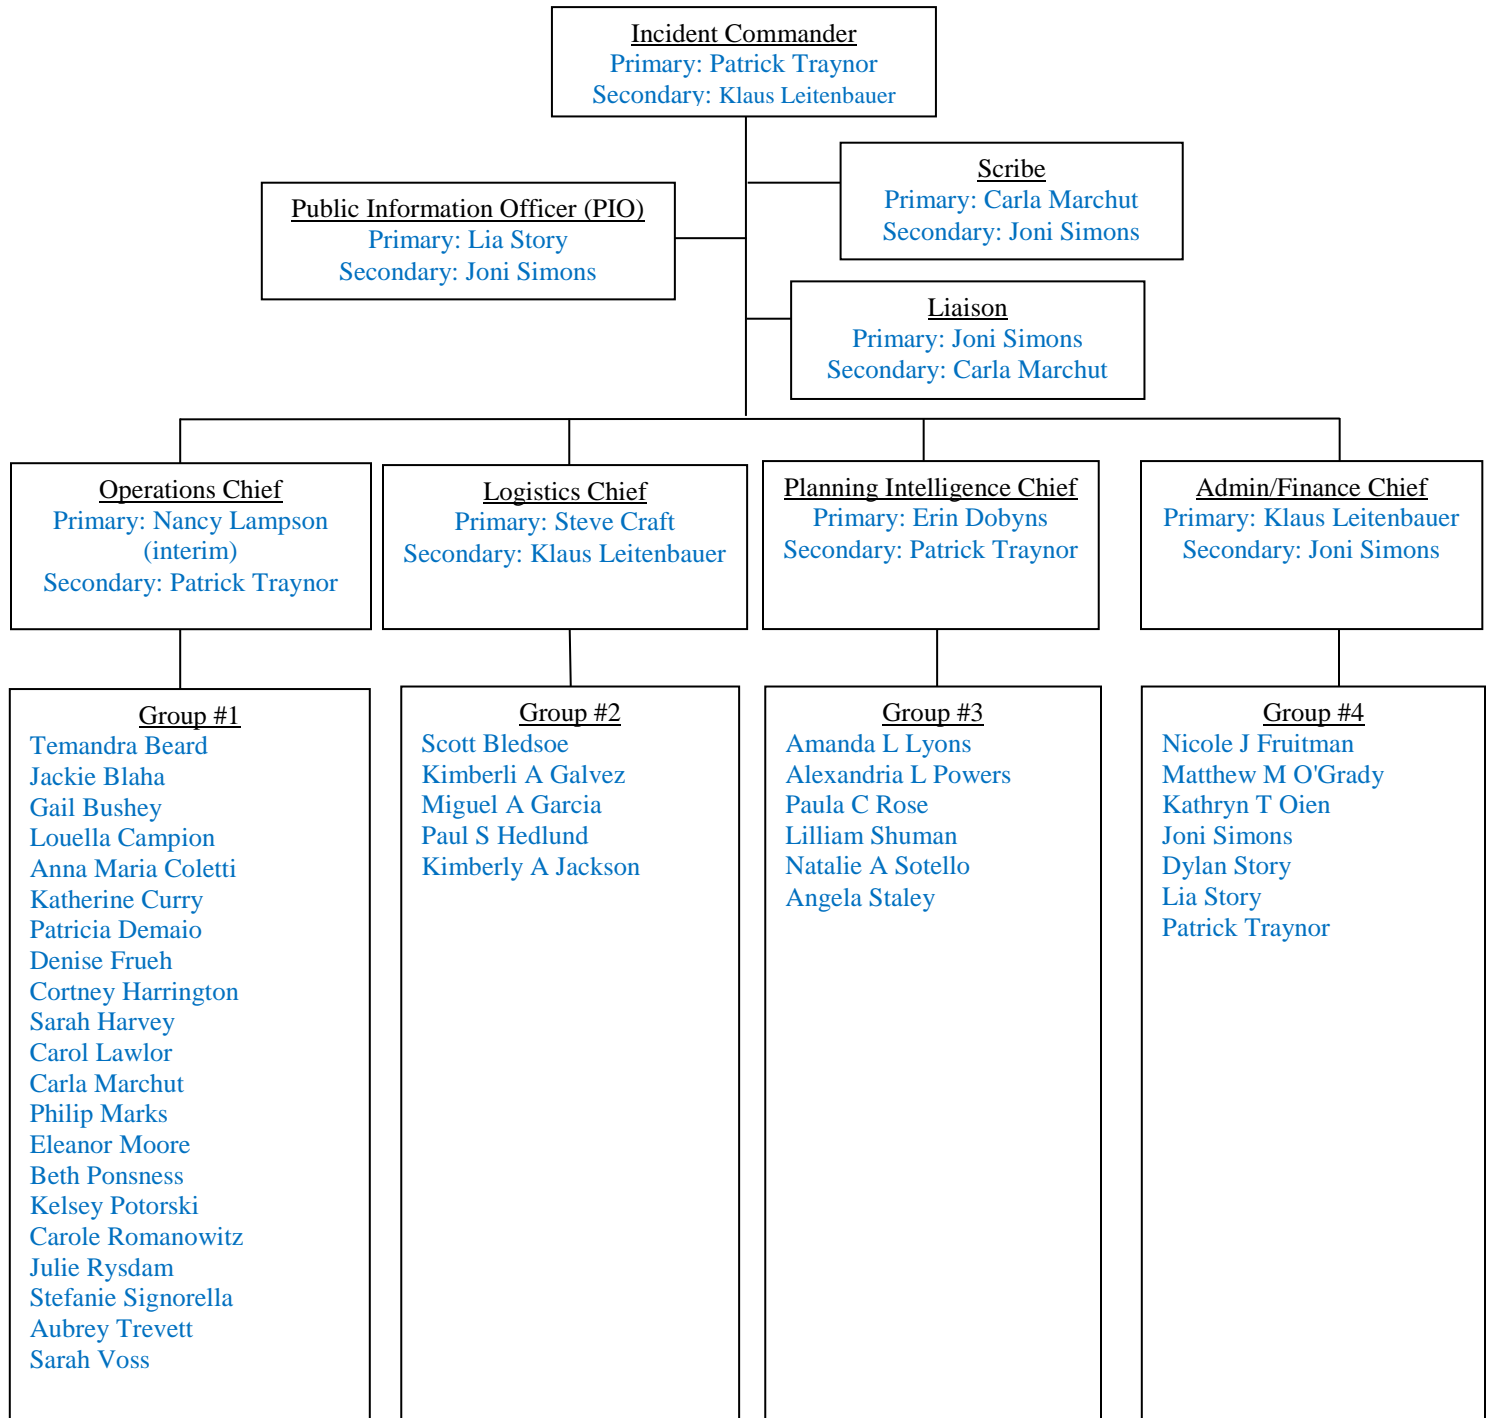 Incident Commander
Primary: Patrick Traynor
Secondary: Klaus Leitenbauer
Scribe
Primary: Carla Marchut
Secondary: Joni Simons
Public Information Officer (PIO)
Primary: Lia Story
Secondary: Joni Simons
Liaison
Primary: Joni Simons
Secondary: Carla Marchut
Operations Chief
Primary: Nancy Lampson
(interim)
Secondary: Patrick Traynor
Logistics Chief
Primary: Steve Craft
Secondary: Klaus Leitenbauer
Planning Intelligence Chief
Primary: Erin Dobyns
Secondary: Patrick Traynor
Admin/Finance Chief
Primary: Klaus Leitenbauer
Secondary: Joni Simons
Group #1
Temandra Beard
Jackie Blaha
Gail Bushey
Louella Campion
Anna Maria Coletti
Katherine Curry
Patricia Demaio
Denise Frueh
Cortney Harrington
Sarah Harvey
Carol Lawlor
Carla Marchut
Philip Marks
Eleanor Moore
Beth Ponsness
Kelsey Potorski
Carole Romanowitz
Julie Rysdam
Stefanie Signorella
Aubrey Trevett
Sarah Voss
Group #2
Scott Bledsoe
Kimberli A Galvez
Miguel A Garcia
Paul S Hedlund
Kimberly A Jackson
Group #3
Amanda L Lyons
Alexandria L Powers
Paula C Rose
Lilliam Shuman
Natalie A Sotello
Angela Staley
Group #4
Nicole J Fruitman
Matthew M O'Grady
Kathryn T Oien
Joni Simons
Dylan Story
Lia Story
Patrick Traynor